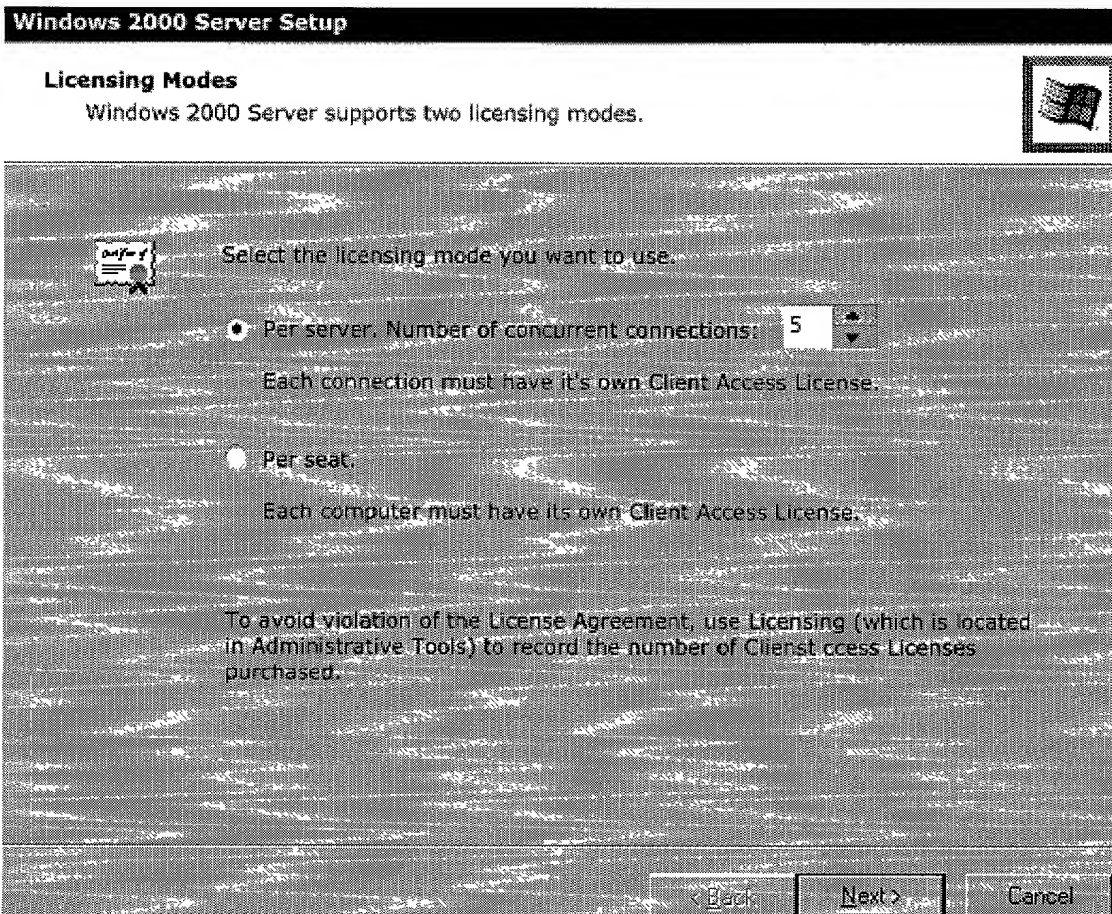 Windows 2000 Server Setup
Licensing Modes
Windows 2000 Server supports two licensing modes.
Select the licensing mode you want to use.
Per server. Number of concurrent connections: 5
Each connection must have it's own Client Access License.
Per seat.
Each computer must have its own Client Access License.
To avoid violation of the License Agreement, use Licensing (which is located
in Administrative Tools) to record the number of Clienst ccess Licenses
purchased.
< Back Next > Cancel